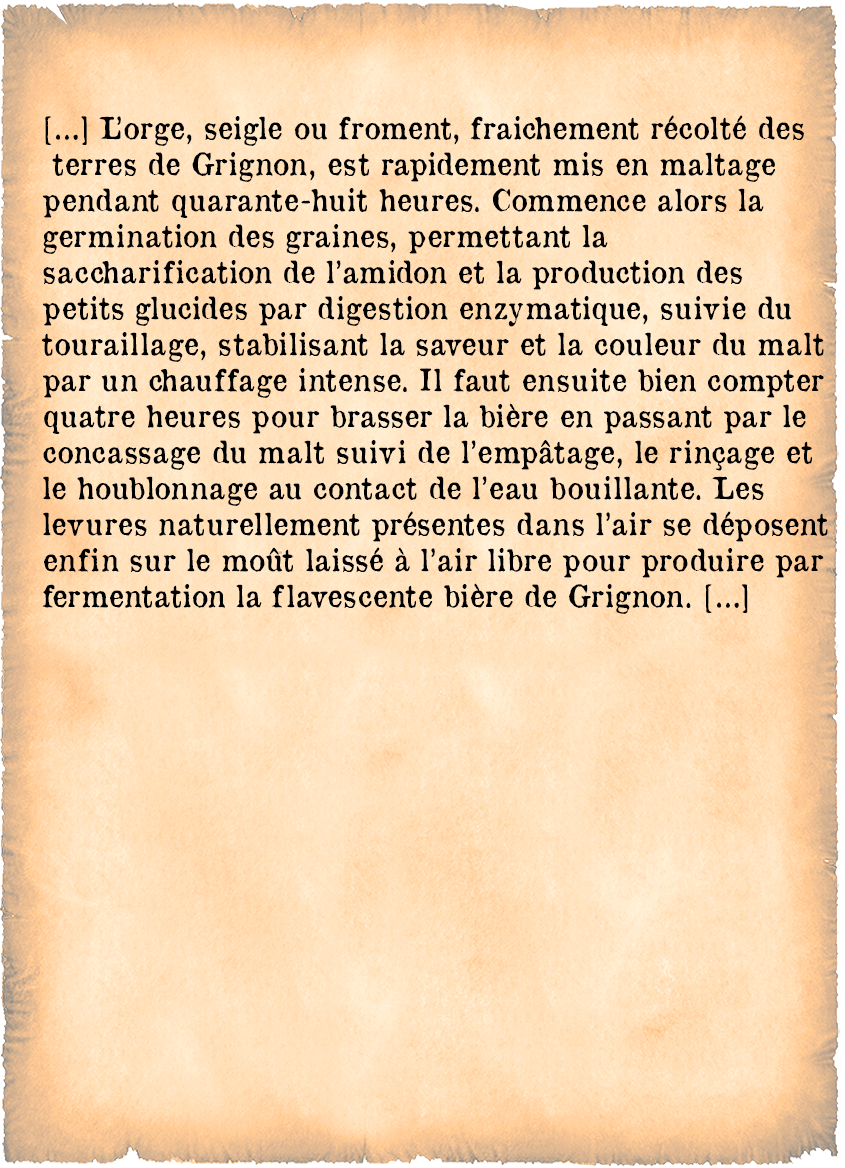 [...] L'orge, seigle ou froment, fraichement récolté des
terres de Grignon, est rapidement mis en maltage
pendant quarante-huit heures. Commence alors la
germination des graines, permettant la
saccharification de l'amidon et la production des
petits glucides par digestion enzymatique, suivie du
touraillage, stabilisant la saveur et la couleur du malt
par un chauffage intense. Il faut ensuite bien compter
quatre heures pour brasser la bière en passant par le
concassage du malt suivi de l'empâtage, le rinçage et
le houblonnage au contact de l'eau bouillante. Les
levures naturellement présentes dans l'air se déposent
enfin sur le moût laissé à l'air libre pour produire par
fermentation la flavescente bière de Grignon. [...]